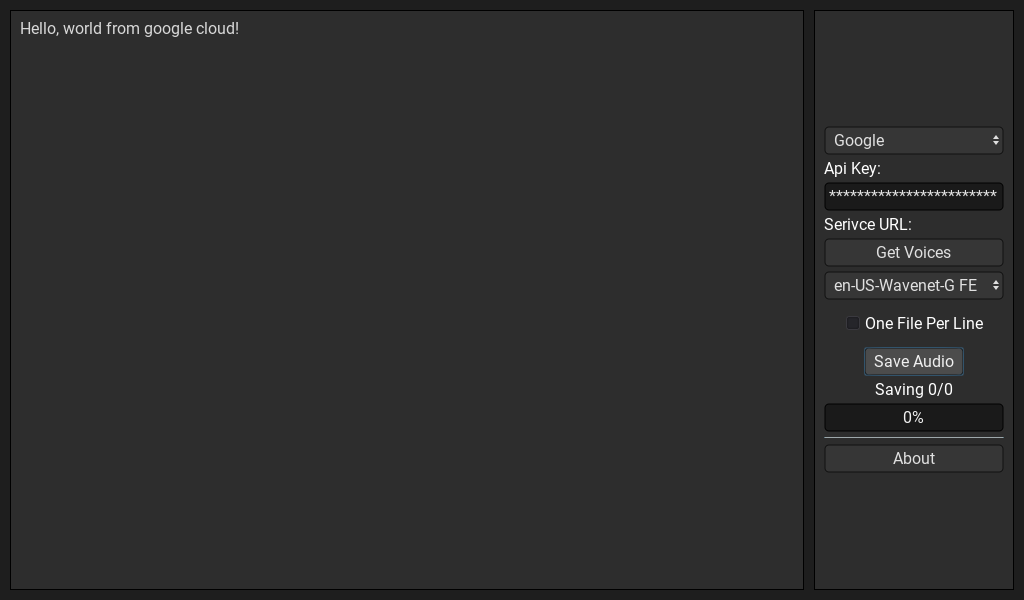 Hello, world from google cloud!
Google
Api Key:
************************
Serivce URL:
Get Voices
en-US-Wavenet-G FE
One File Per Line
Save Audio
Saving 0/0
0%
About